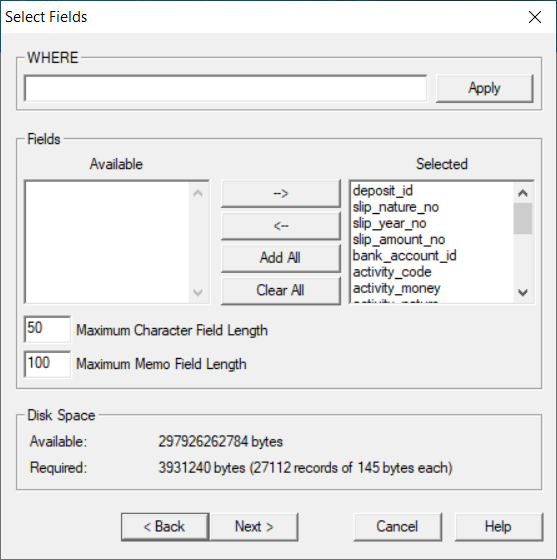 Select Fields
WHERE
Apply
Fields
Available
Selected
-->
<--
Add All
Clear All
deposit_id
slip_nature_no
slip_year_no
slip_amount_no
bank_account_id
activity_code
activity_money
activity_nature
50 Maximum Character Field Length
100 Maximum Memo Field Length
Disk Space
Available: 297926262784 bytes
Required: 3931240 bytes (27112 records of 145 bytes each)
< Back
Next >
Cancel
Help